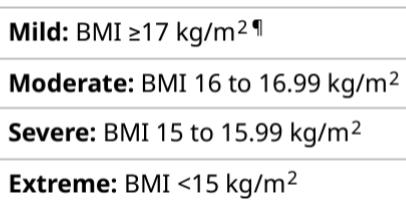 Mild: BMI ≥17 kg/m² ¶
Moderate: BMI 16 to 16.99 kg/m²
Severe: BMI 15 to 15.99 kg/m²
Extreme: BMI <15 kg/m²